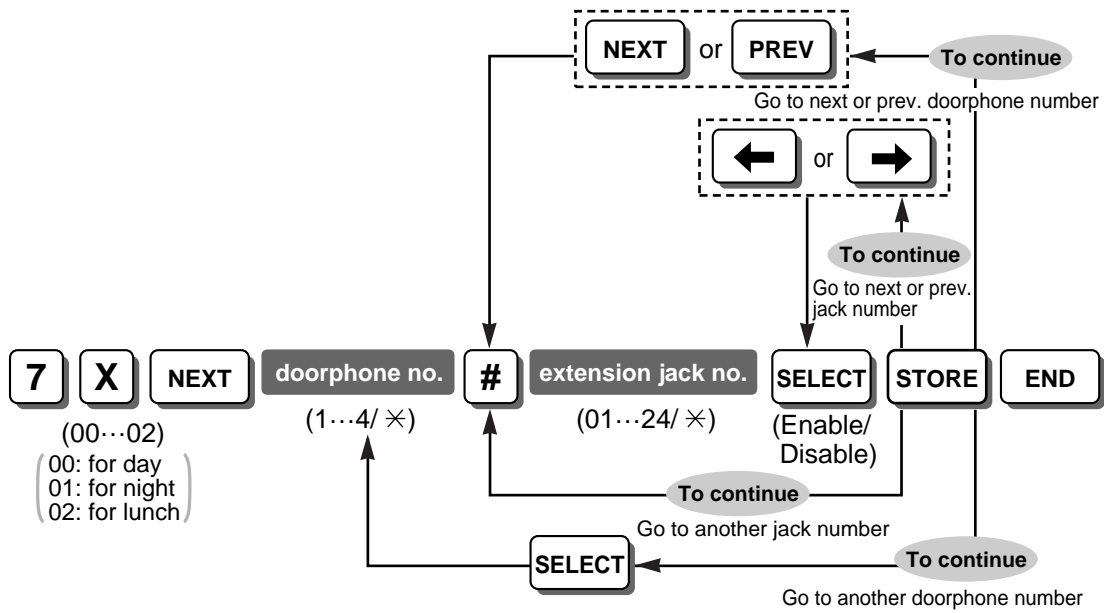 NEXT or PREV
To continue
Go to next or prev. doorphone number
← or →
To continue
Go to next or prev.
jack number
7 X NEXT doorphone no. # extension jack no. SELECT STORE END
(00···02)
(1···4/ ✳)
(01···24/ ✳)
(Enable/
Disable)
00: for day
01: for night
02: for lunch
To continue
Go to another jack number
SELECT
To continue
Go to another doorphone number